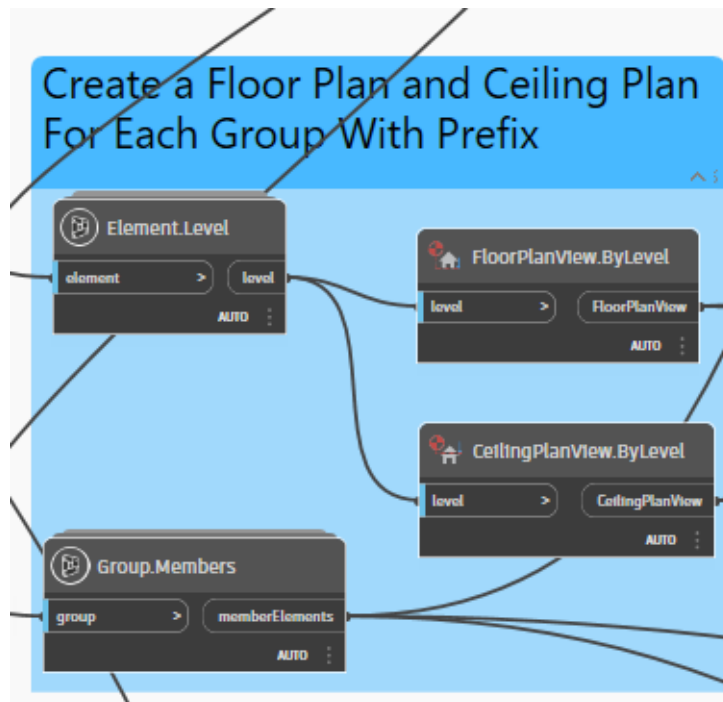 Create a Floor Plan and Ceiling Plan
For Each Group With Prefix
Element.Level
element > level
AUTO
FloorPlanView.ByLevel
level > FloorPlanView
AUTO
CeilingPlanView.ByLevel
level > CeilingPlanView
AUTO
Group.Members
group > memberElements
AUTO